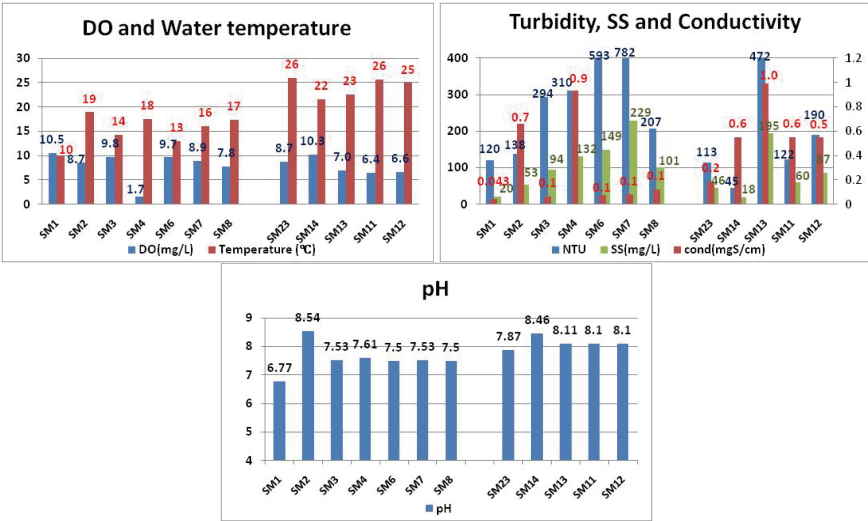 DO and Water temperature
30
25
20
15
10
5
0
10.5 8.7 9.8 1.7 9.7 8.9 7.8 8.7 10.3 7.0 6.4 6.6
10 19 14 18 13 16 17 26 22 23 26 25
SM1 SM2 SM3 SM4 SM6 SM7 SM8 SM23 SM14 SM13 SM11 SM12
DO(mg/L) Temperature (°C)
Turbidity, SS and Conductivity
400
300
200
100
0
1.2
1
0.8
0.6
0.4
0.2
0
120 138 294 310 593 782 207 113 45 472 122 190
20 53 94 132 149 229 101 46 18 195 60 87
0.043 0.7 0.1 0.9 0.1 0.1 0.1 0.2 0.6 1.0 0.6 0.5
SM1 SM2 SM3 SM4 SM6 SM7 SM8 SM23 SM14 SM13 SM11 SM12
NTU SS(mg/L) cond(mgS/cm)
pH
9
8
7
6
5
4
6.77 8.54 7.53 7.61 7.5 7.53 7.5 7.87 8.46 8.11 8.1 8.1
SM1 SM2 SM3 SM4 SM6 SM7 SM8 SM23 SM14 SM13 SM11 SM12
pH